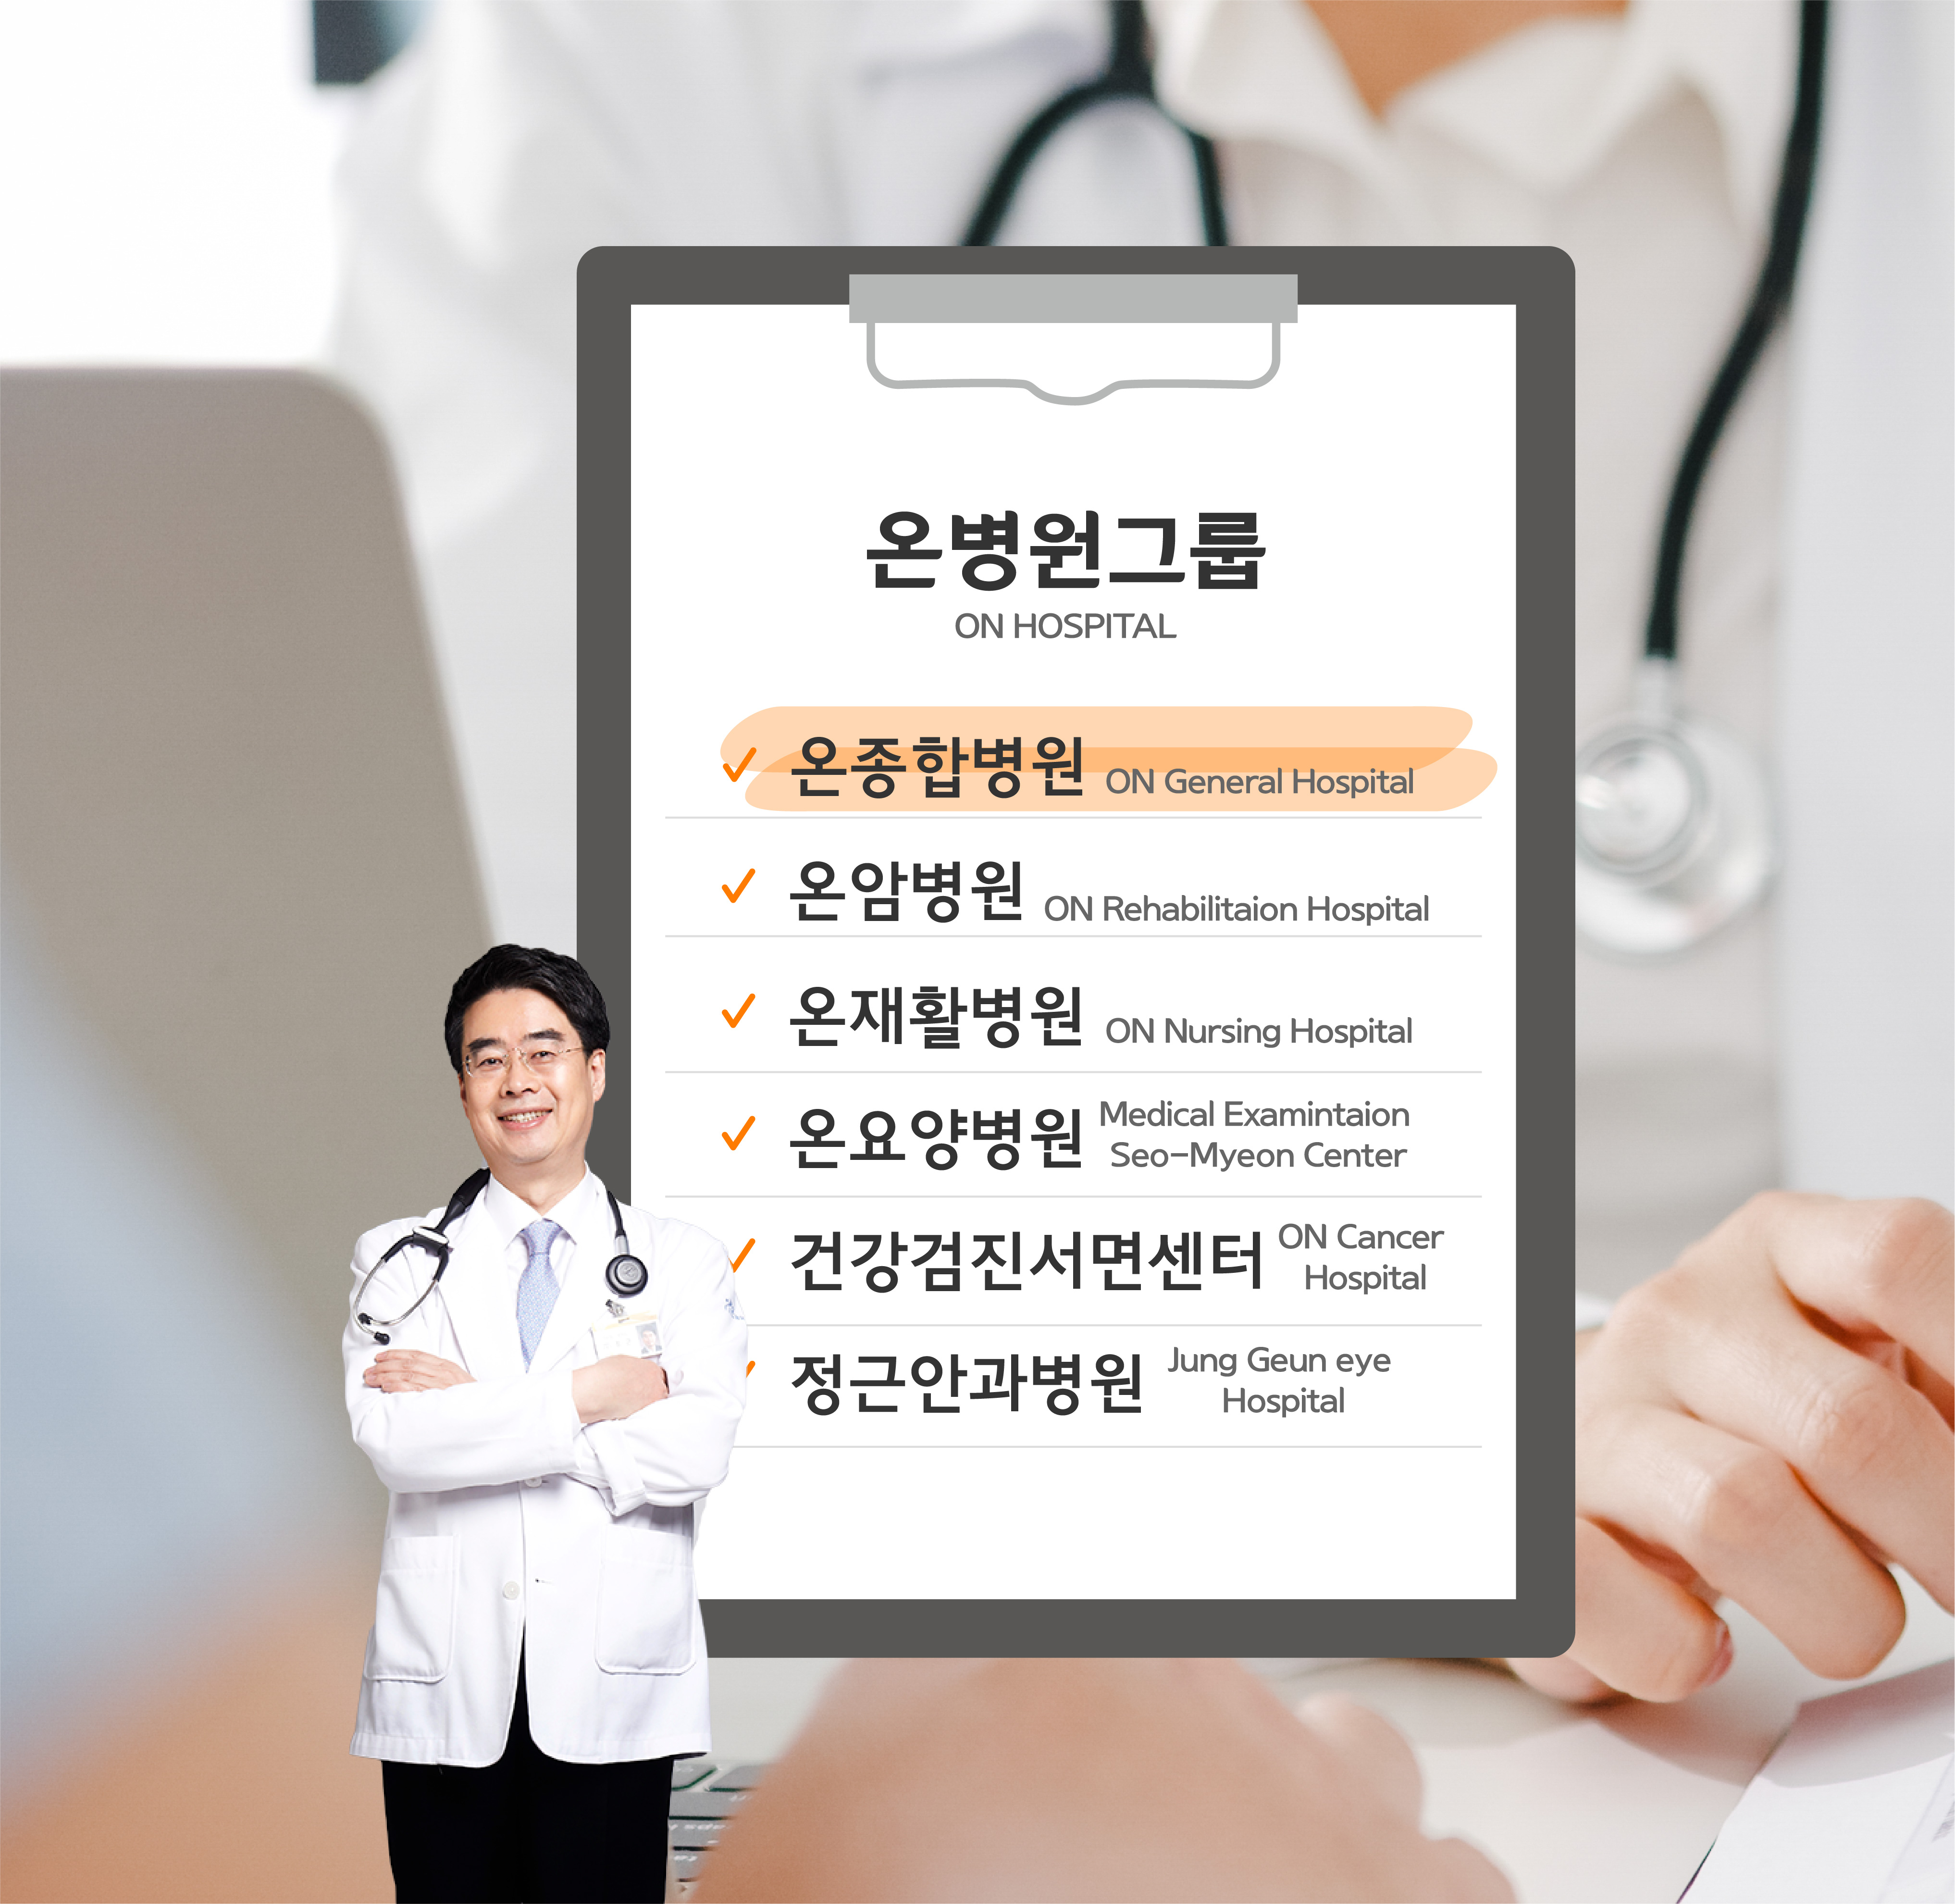 온병원그룹
ON HOSPITAL
온종합병원 ON General Hospital
온암병원 ON Rehabilitaion Hospital
온재활병원 ON Nursing Hospital
온요양병원 Medical Examintaion
Seo-Myeon Center
건강검진서면센터 ON Cancer
Hospital
정근안과병원 Jung Geun eye
Hospital